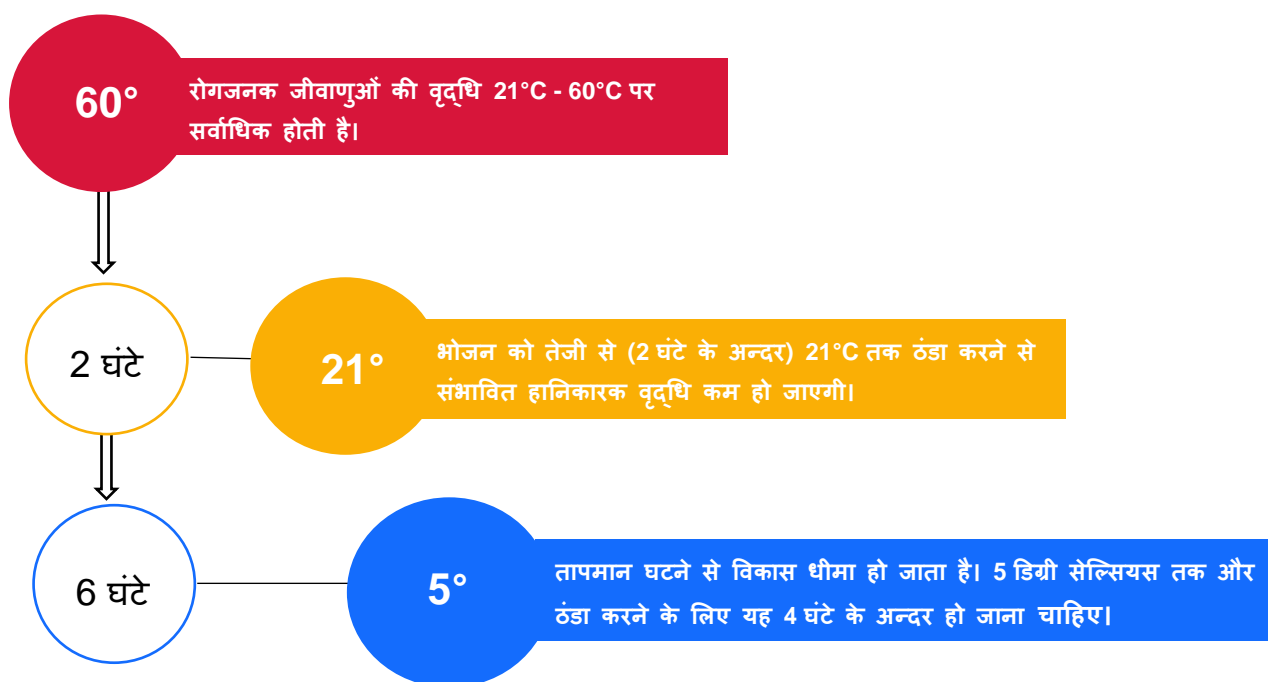 60°
रोगजनक जीवाणुओं की वृद्धि 21°C - 60°C पर
सर्वाधिक होती है।
2 घंटे
21°
भोजन को तेजी से (2 घंटे के अन्दर) 21°C तक ठंडा करने से
संभावित हानिकारक वृद्धि कम हो जाएगी।
6 घंटे
5°
तापमान घटने से विकास धीमा हो जाता है। 5 डिग्री सेल्सियस तक और
ठंडा करने के लिए यह 4 घंटे के अन्दर हो जाना चाहिए।